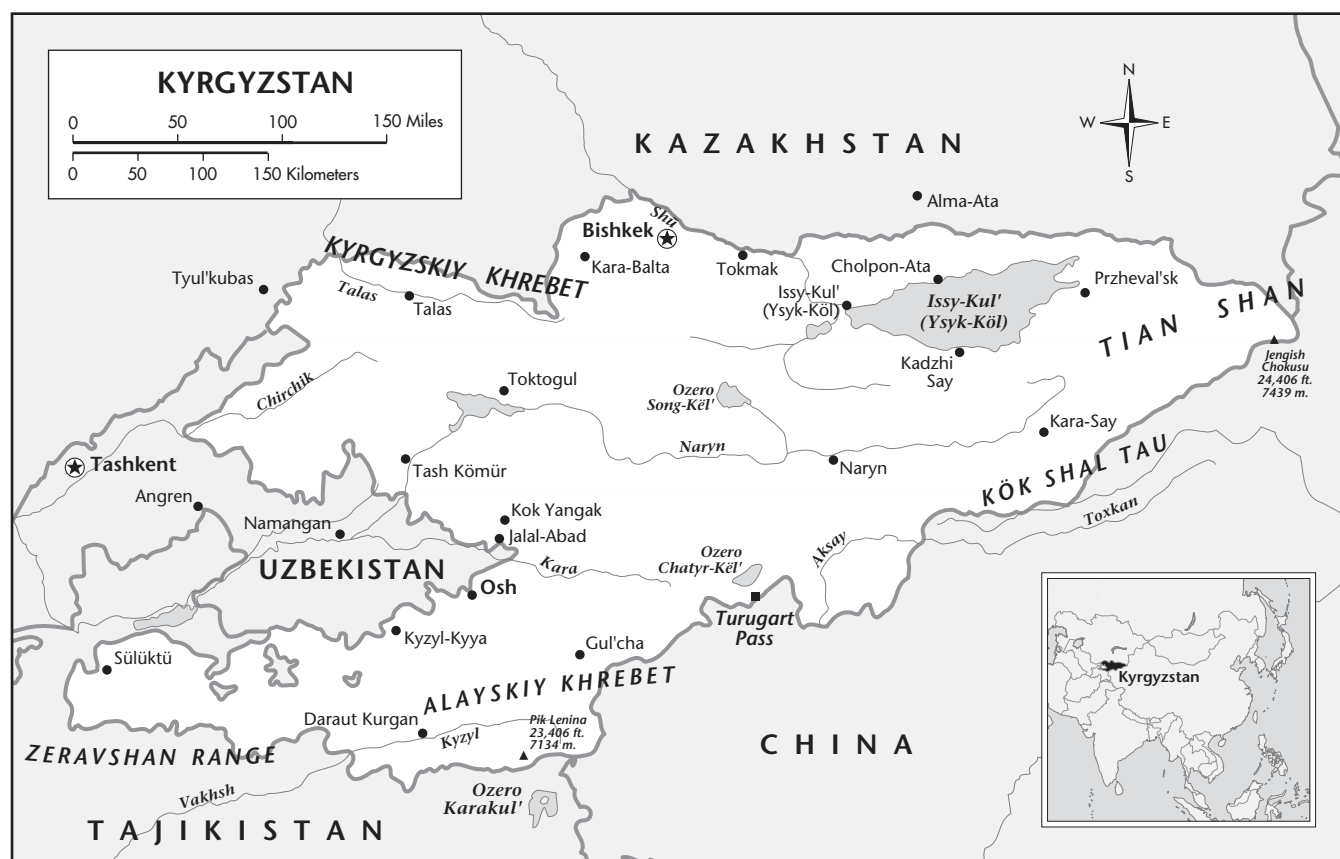 KYRGYZSTAN
0 50 100 150 Miles
0 50 100 150 Kilometers
N
W E
S
KAZAKHSTAN
Alma-Ata
Shū
Bishkek
Kara-Balta
Tokmak
Cholpon-Ata
KYRGYZSKIY KHREBET
Tyul'kubas
Talas
Talas
Issy-Kul'
(Ysyk-Köl)
Issy-Kul'
(Ysyk-Köl)
Przheval'sk
TIAN SHAN
Jengish
Chokusu
24,406 ft.
7439 m.
Kadzhi
Say
Chirchik
Toktogul
Ozero
Song-Kël'
Kara-Say
Naryn
Naryn
Tashkent
Tash Kömür
KÖK SHAL TAU
Angren
Namangan
Kok Yangak
Jalal-Abad
Toxkan
UZBEKISTAN
Kara
Ozero
Chatyr-Kël'
Aksay
Osh
Turugart
Pass
Kyzyl-Kyya
Gul'cha
Sülüktü
ALAYSKIY KHREBET
Daraut Kurgan
Kyzyl
Pik Lenina
23,406 ft.
7134 m.
ZERAVSHAN RANGE
CHINA
Vakhsh
Ozero
Karakul'
TAJIKISTAN
Kyrgyzstan